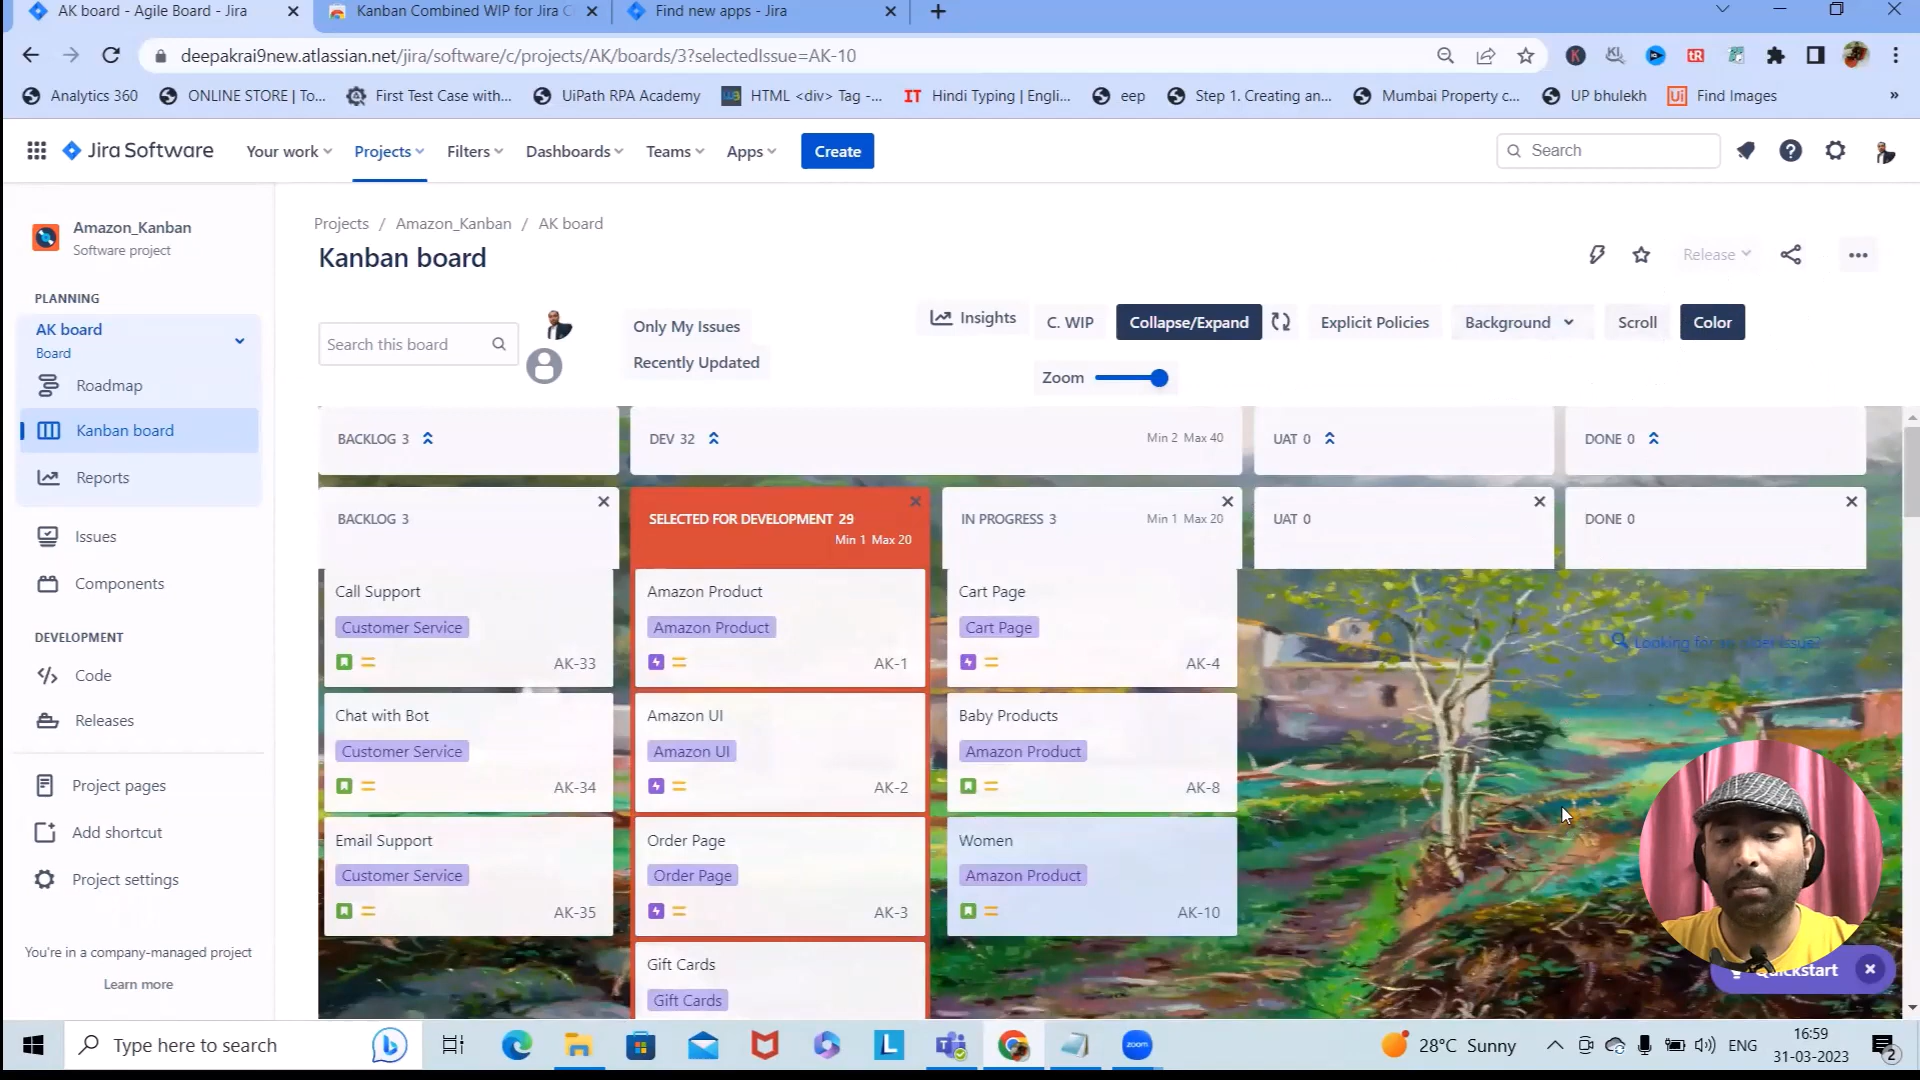 AK board - Agile Board - Jira
Kanban Combined WIP for Jira C
Find new apps - Jira
deepakrai9new.atlassian.net/jira/software/c/projects/AK/boards/3?selectedIssue=AK-10
Analytics 360
ONLINE STORE | To...
First Test Case with...
UiPath RPA Academy
HTML <div> Tag -...
Hindi Typing | Engli...
eep
Step 1. Creating an...
Mumbai Property c...
UP bhulekh
Find Images
Jira Software
Your work
Projects
Filters
Dashboards
Teams
Apps
Create
Search
Amazon_Kanban
Software project
PLANNING
AK board
Board
Roadmap
Kanban board
Reports
Issues
Components
DEVELOPMENT
Code
Releases
Project pages
Add shortcut
Project settings
You're in a company-managed project
Learn more
Projects / Amazon_Kanban / AK board
Kanban board
Release
Search this board
Only My Issues
Recently Updated
Insights
C. WIP
Collapse/Expand
Explicit Policies
Background
Scroll
Color
Zoom
BACKLOG 3
DEV 32
Min 2 Max 40
UAT 0
DONE 0
BACKLOG 3
SELECTED FOR DEVELOPMENT 29
Min 1 Max 20
IN PROGRESS 3
Min 1 Max 20
UAT 0
DONE 0
Call Support
Customer Service
AK-33
Chat with Bot
Customer Service
AK-34
Email Support
Customer Service
AK-35
Amazon Product
Amazon Product
AK-1
Amazon UI
Amazon UI
AK-2
Order Page
Order Page
AK-3
Gift Cards
Gift Cards
Cart Page
Cart Page
AK-4
Baby Products
Amazon Product
AK-8
Women
Amazon Product
AK-10
Looking for an older issue?
Quickstart
Type here to search
28°C Sunny
ENG
16:59
31-03-2023
2